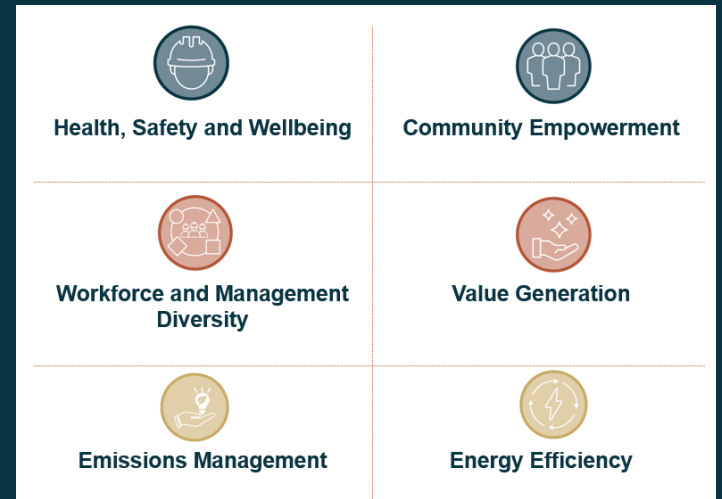 Health, Safety and Wellbeing
Community Empowerment
Workforce and Management
Diversity
Value Generation
Emissions Management
Energy Efficiency